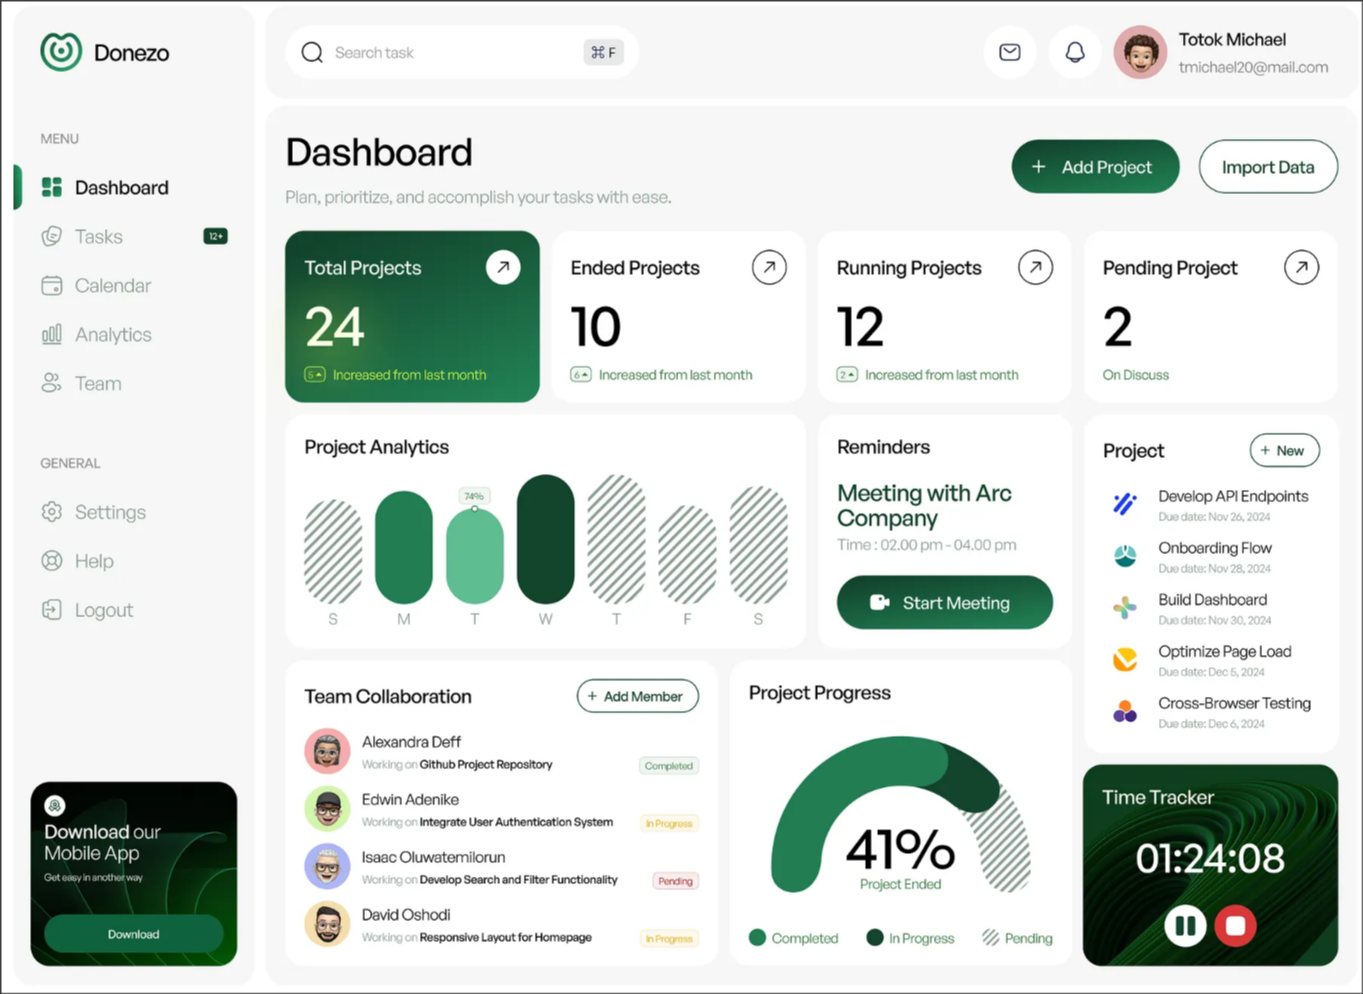 Donezo
Search task
⌘ F
Totok Michael
tmichael20@mail.com
MENU
Dashboard
Tasks
12+
Calendar
Analytics
Team
GENERAL
Settings
Help
Logout
Download our
Mobile App
Get easy in another way
Download
Dashboard
Plan, prioritize, and accomplish your tasks with ease.
+ Add Project
Import Data
Total Projects
24
5 Increased from last month
Ended Projects
10
6 Increased from last month
Running Projects
12
2 Increased from last month
Pending Project
2
On Discuss
Project Analytics
74%
S M T W T F S
Reminders
Meeting with Arc
Company
Time : 02.00 pm - 04.00 pm
Start Meeting
Project
+ New
Develop API Endpoints
Due date: Nov 26, 2024
Onboarding Flow
Due date: Nov 28, 2024
Build Dashboard
Due date: Nov 30, 2024
Optimize Page Load
Due date: Dec 5, 2024
Cross-Browser Testing
Due date: Dec 6, 2024
Team Collaboration
+ Add Member
Alexandra Deff
Working on Github Project Repository
Completed
Edwin Adenike
Working on Integrate User Authentication System
In Progress
Isaac Oluwatemilorun
Working on Develop Search and Filter Functionality
Pending
David Oshodi
Working on Responsive Layout for Homepage
In Progress
Project Progress
41%
Project Ended
Completed
In Progress
Pending
Time Tracker
01:24:08